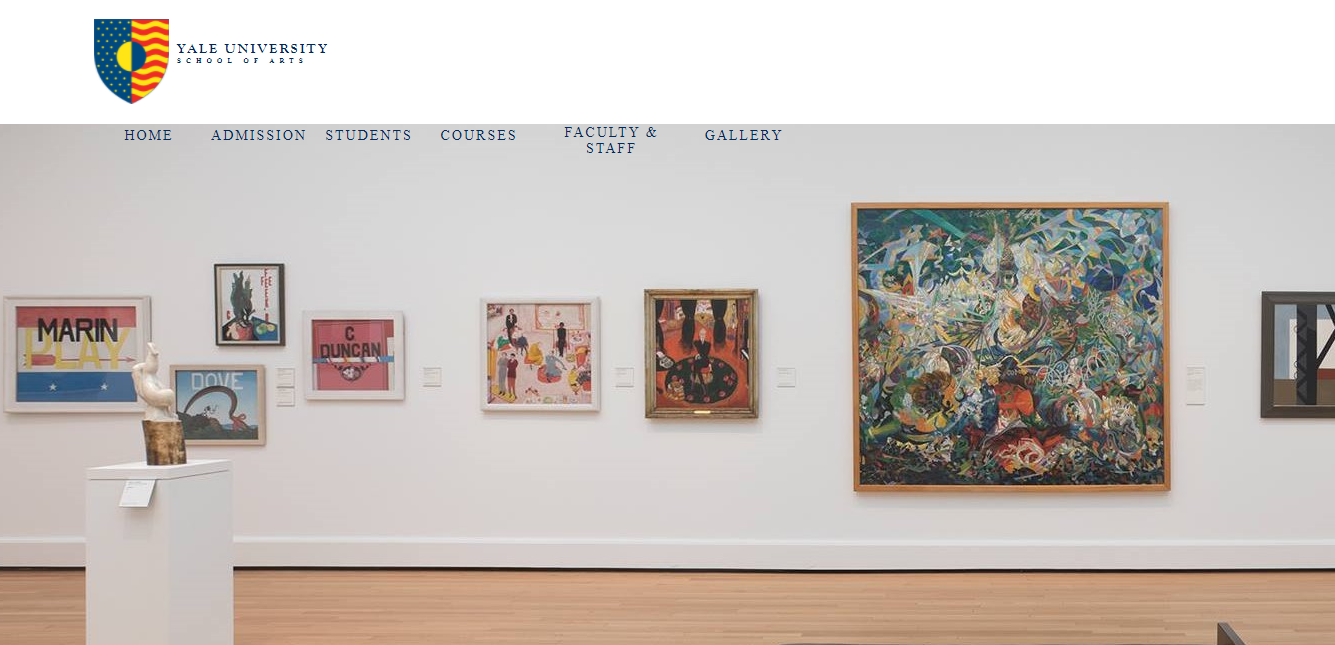 YALE UNIVERSITY
SCHOOL OF ARTS
HOME ADMISSION STUDENTS COURSES FACULTY & STAFF GALLERY
MARIN
PLAY
DOVE
C
DUNCAN